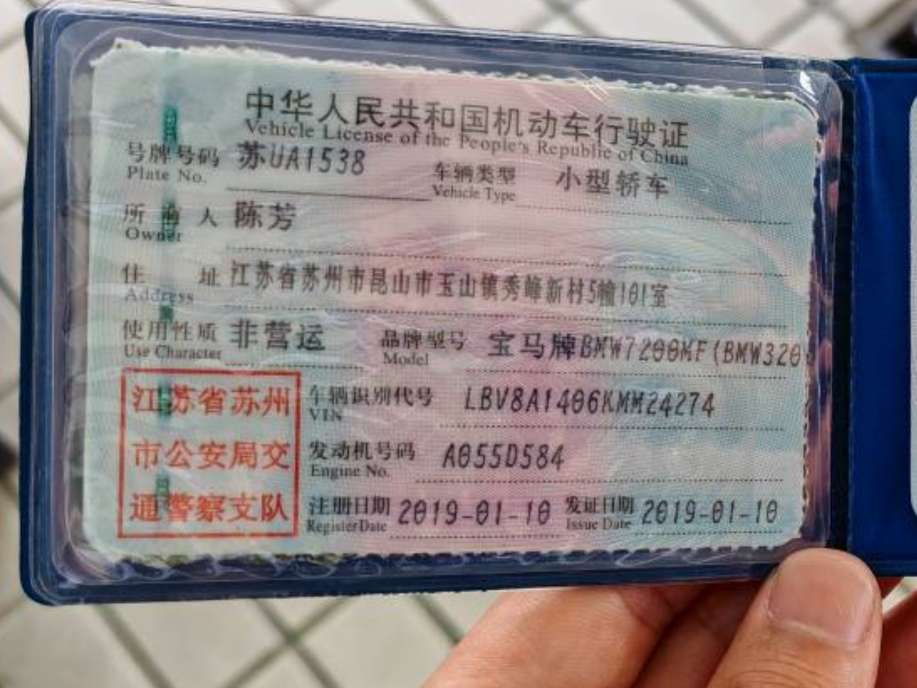 中华人民共和国机动车行驶证
Vehicle License of the People's Republic of China
号牌号码 苏UA1538 车辆类型 小型轿车
Plate No. Vehicle Type
所有人 陈芳
Owner
住址 江苏省苏州市昆山市玉山镇秀峰新村5幢101室
Address
使用性质 非营运 品牌型号 宝马牌BMW7200MF(BMW320
Use Character Model
江苏省苏州 车辆识别代号 LBV8A1406KMM24274
VIN
市公安局交 发动机号码 A055D584
Engine No.
通警察支队 注册日期 2019-01-10 发证日期 2019-01-10
Register Date Issue Date